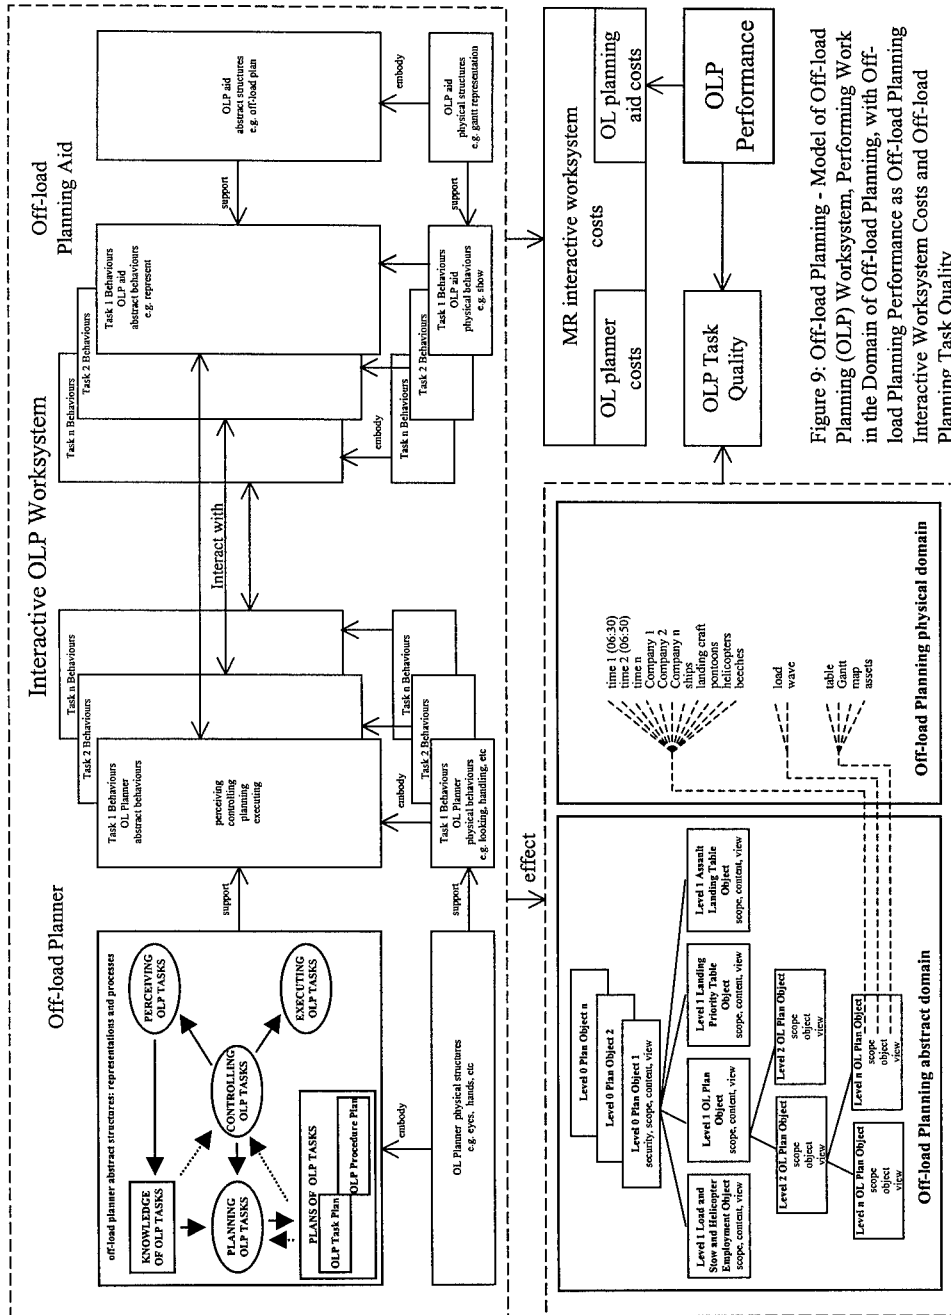 Interactive OLP Worksystem
Off-load Planner
Off-load
Planning Aid
off-load planner abstract structures: representations and processes
KNOWLEDGE
OF OLP TASKS
PERCEIVING
OLP TASKS
PLANNING
OLP TASKS
CONTROLLING
OLP TASKS
EXECUTING
OLP TASKS
PLANS OF OLP TASKS
OLP Task Plan
OLP Procedure Plan
embody
OL Planner physical structures
e.g. eyes, hands, etc
support
support
Task 1 Behaviours
OL Planner
abstract behaviours
perceiving
controlling
planning
executing
Task 2 Behaviours
Task n Behaviours
embody
Task 1 Behaviours
OL Planner
physical behaviours
e.g. looking, handling, etc
Task 2 Behaviours
Task n Behaviours
Interact with
Task n Behaviours
Task 2 Behaviours
Task 1 Behaviours
OLP aid
abstract behaviours
e.g. represent
embody
Task n Behaviours
Task 2 Behaviours
Task 1 Behaviours
OLP aid
physical behaviours
e.g. show
support
support
OLP aid
abstract structures
e.g. off-load plan
embody
OLP aid
physical structures
e.g. gantt representation
effect
Level 0 Plan Object n
Level 0 Plan Object 2
Level 0 Plan Object 1
security, scope, content, view
Level 1 Load and
Stow and Helicopter
Employment Object
scope, content, view
Level 1 OL Plan
Object
scope, content, view
Level 1 Landing
Priority Table
Object
scope, content, view
Level 1 Assault
Landing Table
Object
scope, content, view
Level 2 OL Plan Object
scope
object
view
Level 2 OL Plan Object
scope
object
view
Level n OL Plan Object
scope
object
view
Level n OL Plan Object
scope
object
view
Off-load Planning abstract domain
time 1 (06:30)
time 2 (06:50)
time n
Company 1
Company 2
Company n
ships
landing craft
pontoons
helicopters
beeches
load
wave
table
Gantt
map
assets
Off-load Planning physical domain
MR interactive worksystem
costs
OL planner
costs
OL planning
aid costs
OLP Task
Quality
OLP
Performance
Figure 9: Off-load Planning - Model of Off-load
Planning (OLP) Worksystem, Performing Work
in the Domain of Off-load Planning, with Off-
load Planning Performance as Off-load Planning
Interactive Worksystem Costs and Off-load
Planning Task Quality